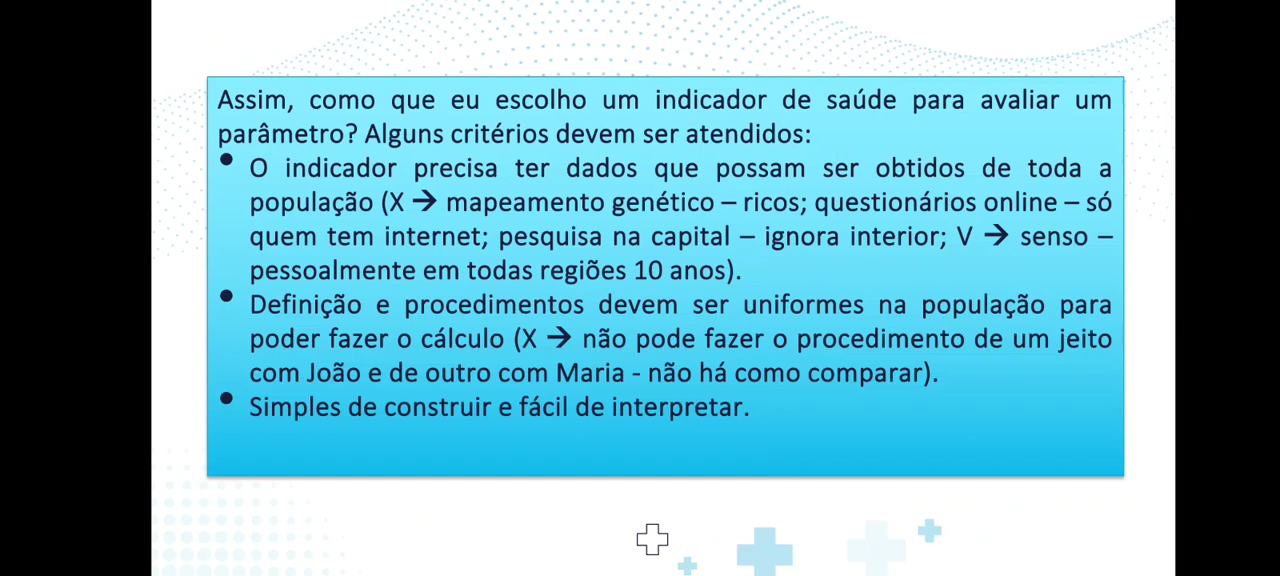 Assim, como que eu escolho um indicador de saúde para avaliar um
parâmetro? Alguns critérios devem ser atendidos:
• O indicador precisa ter dados que possam ser obtidos de toda a
população (X → mapeamento genético – ricos; questionários online – só
quem tem internet; pesquisa na capital – ignora interior; V → senso –
pessoalmente em todas regiões 10 anos).
• Definição e procedimentos devem ser uniformes na população para
poder fazer o cálculo (X → não pode fazer o procedimento de um jeito
com João e de outro com Maria - não há como comparar).
• Simples de construir e fácil de interpretar.